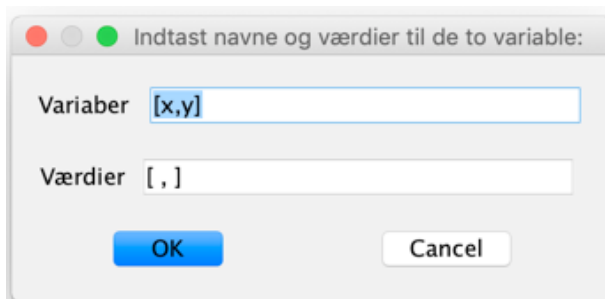 Indtast navne og værdier til de to variable:
Variaber [x,y]
Værdier [ , ]
OK Cancel